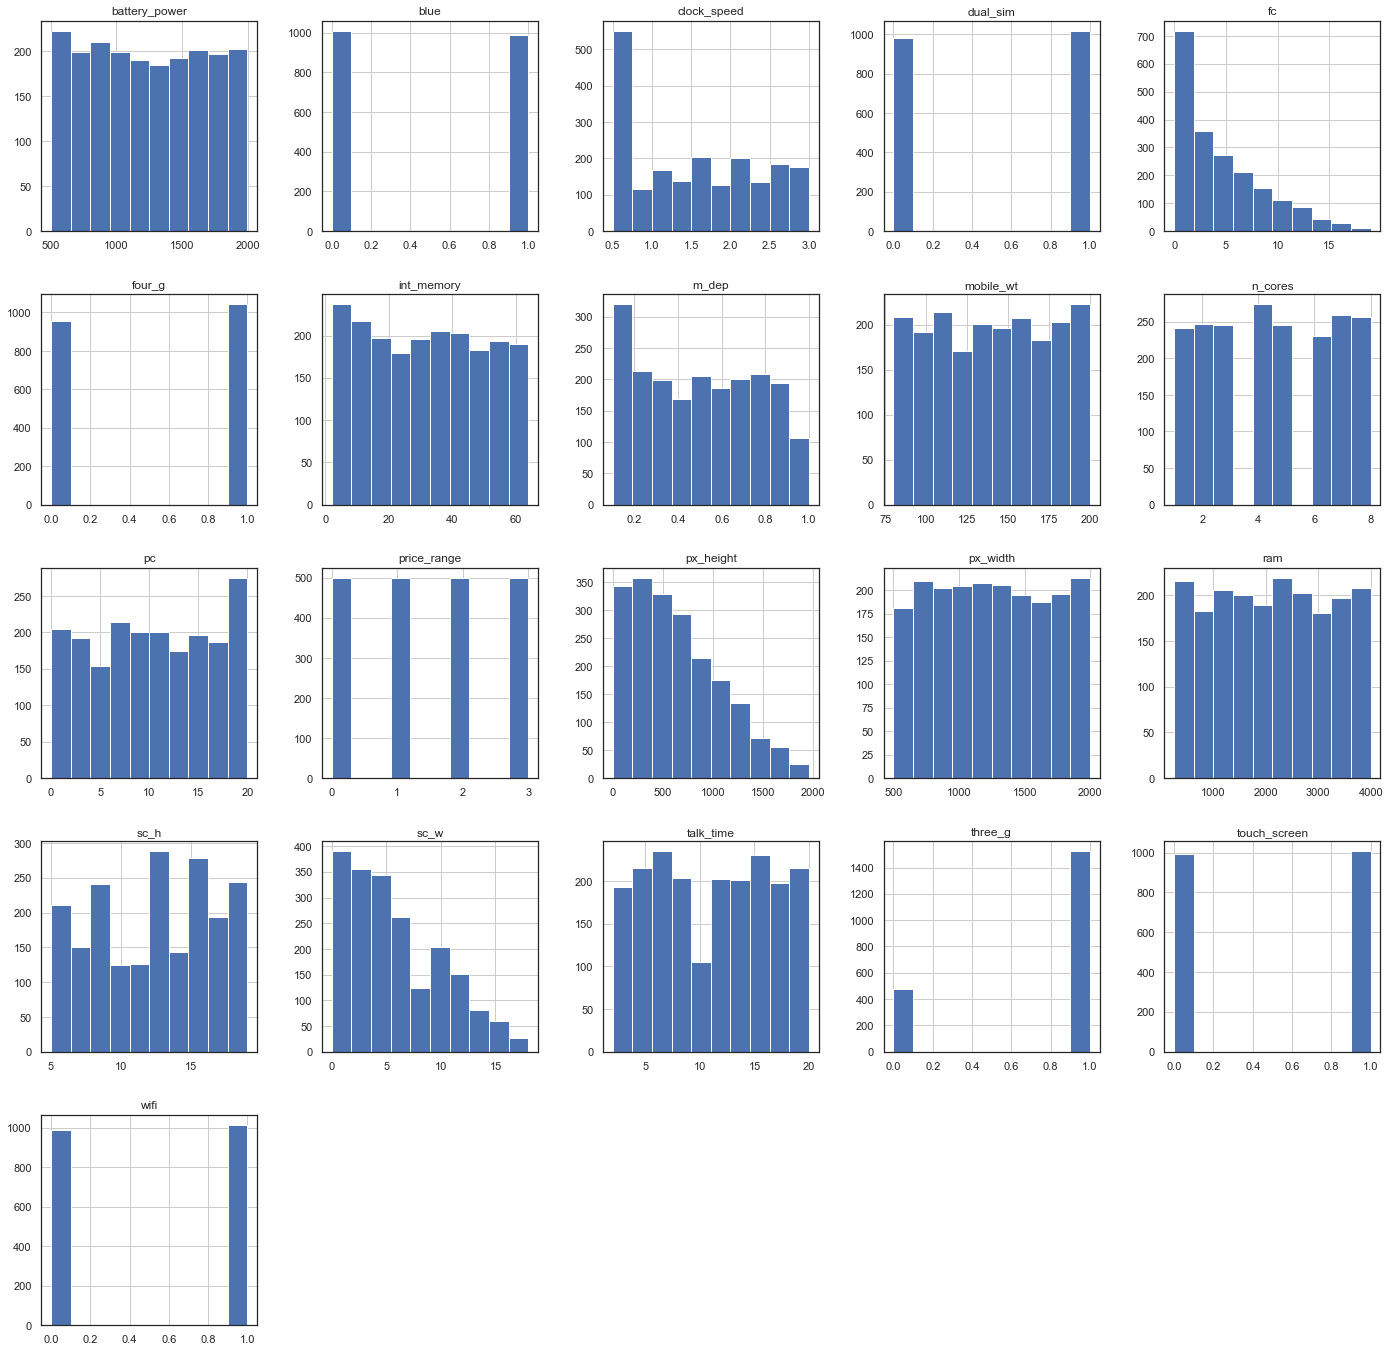 battery_power blue clock_speed dual_sim fc
200 150 100 50 0
500 1000 1500 2000
1000 800 600 400 200 0
0.0 0.2 0.4 0.6 0.8 1.0
500 400 300 200 100 0
0.5 1.0 1.5 2.0 2.5 3.0
1000 800 600 400 200 0
0.0 0.2 0.4 0.6 0.8 1.0
700 600 500 400 300 200 100 0
0 5 10 15
four_g int_memory m_dep mobile_wt n_cores
1000 800 600 400 200 0
0.0 0.2 0.4 0.6 0.8 1.0
200 150 100 50 0
0 20 40 60
300 250 200 150 100 50 0
0.2 0.4 0.6 0.8 1.0
200 150 100 50 0
75 100 125 150 175 200
250 200 150 100 50 0
2 4 6 8
pc price_range px_height px_width ram
250 200 150 100 50 0
0 5 10 15 20
500 400 300 200 100 0
0 1 2 3
350 300 250 200 150 100 50 0
0 500 1000 1500 2000
200 175 150 125 100 75 50 25 0
500 1000 1500 2000
200 150 100 50 0
1000 2000 3000 4000
sc_h sc_w talk_time three_g touch_screen
300 250 200 150 100 50 0
5 10 15
400 350 300 250 200 150 100 50 0
0 5 10 15
200 150 100 50 0
5 10 15 20
1400 1200 1000 800 600 400 200 0
0.0 0.2 0.4 0.6 0.8 1.0
1000 800 600 400 200 0
0.0 0.2 0.4 0.6 0.8 1.0
wifi
1000 800 600 400 200 0
0.0 0.2 0.4 0.6 0.8 1.0